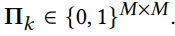 𝚷ₖ ∈ {0, 1}ᴹ×ᴹ.